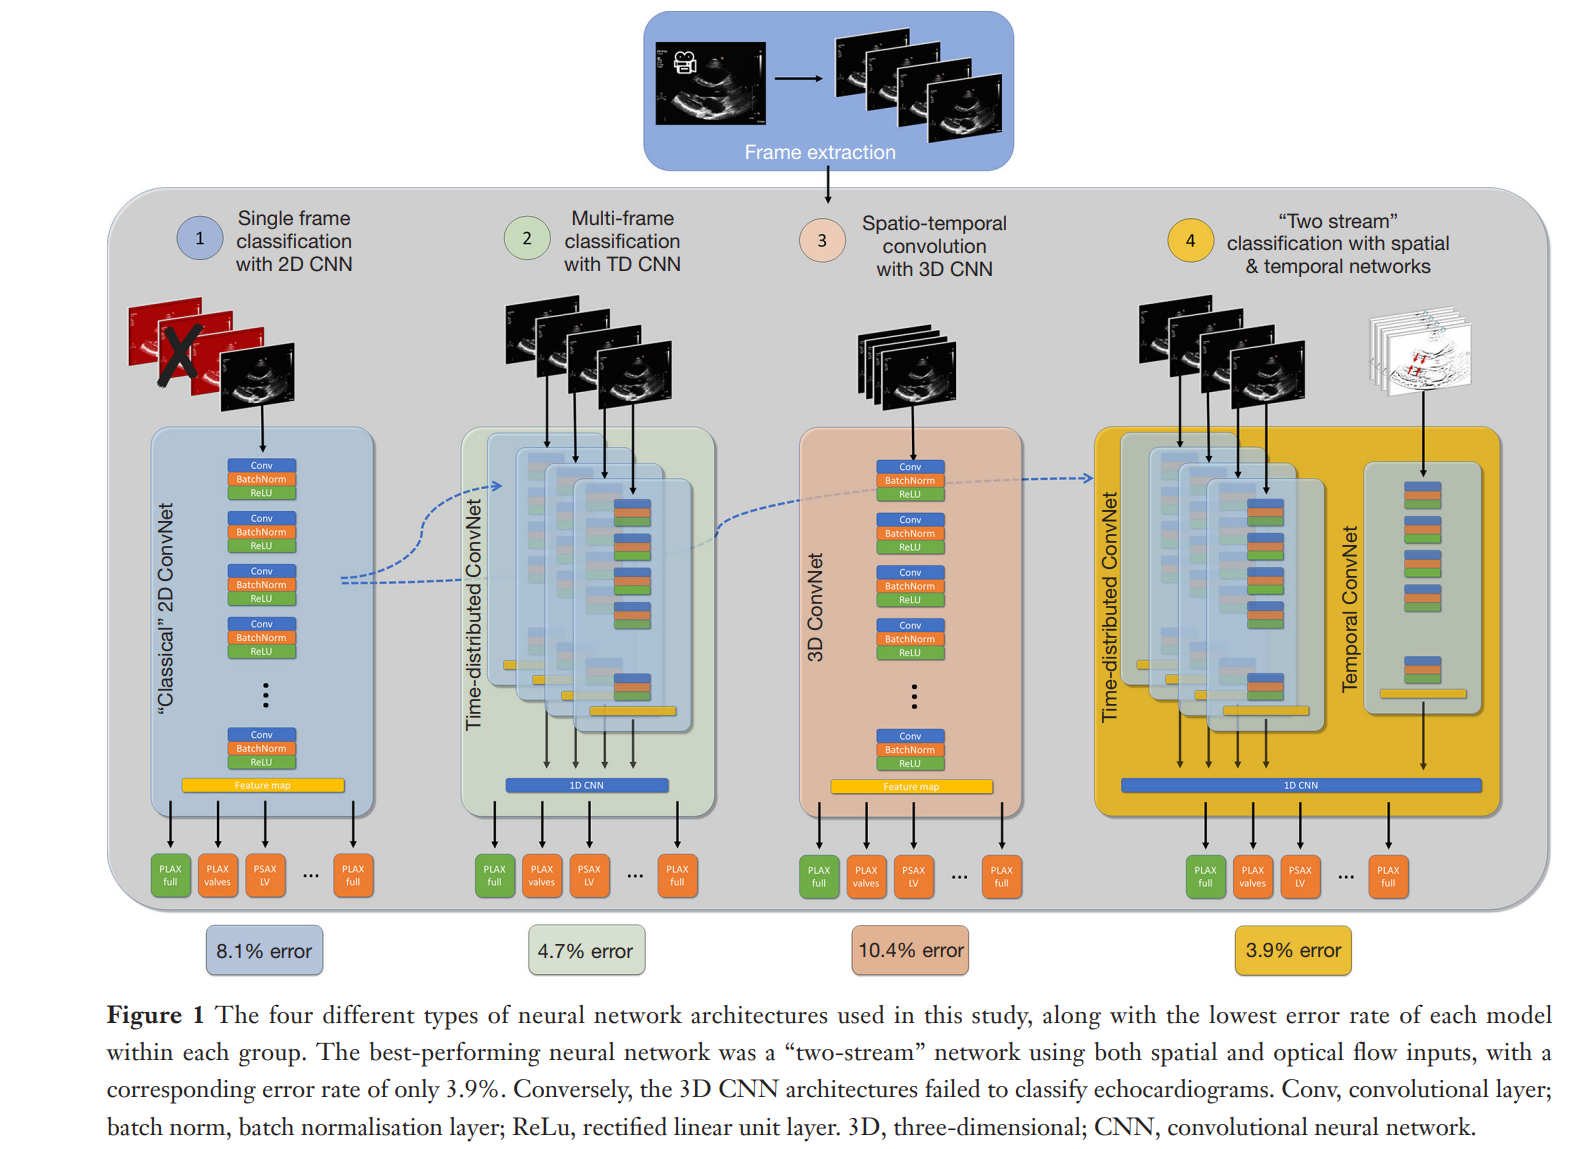 Frame extraction
1
Single frame
classification
with 2D CNN
2
Multi-frame
classification
with TD CNN
3
Spatio-temporal
convolution
with 3D CNN
4
“Two stream”
classification with spatial
& temporal networks
“Classical” 2D ConvNet
Conv
BatchNorm
ReLU
Conv
BatchNorm
ReLU
Conv
BatchNorm
ReLU
Conv
BatchNorm
ReLU
Conv
BatchNorm
ReLU
Feature map
PLAX
full
PLAX
valves
PSAX
LV
...
PLAX
full
8.1% error
Time-distributed ConvNet
1D CNN
PLAX
full
PLAX
valves
PSAX
LV
...
PLAX
full
4.7% error
3D ConvNet
Conv
BatchNorm
ReLU
Conv
BatchNorm
ReLU
Conv
BatchNorm
ReLU
Conv
BatchNorm
ReLU
Conv
BatchNorm
ReLU
Feature map
PLAX
full
PLAX
valves
PSAX
LV
...
PLAX
full
10.4% error
Time-distributed ConvNet
Temporal ConvNet
1D CNN
PLAX
full
PLAX
valves
PSAX
LV
...
PLAX
full
3.9% error
Figure 1 The four different types of neural network architectures used in this study, along with the lowest error rate of each model
within each group. The best-performing neural network was a “two-stream” network using both spatial and optical flow inputs, with a
corresponding error rate of only 3.9%. Conversely, the 3D CNN architectures failed to classify echocardiograms. Conv, convolutional layer;
batch norm, batch normalisation layer; ReLu, rectified linear unit layer. 3D, three-dimensional; CNN, convolutional neural network.